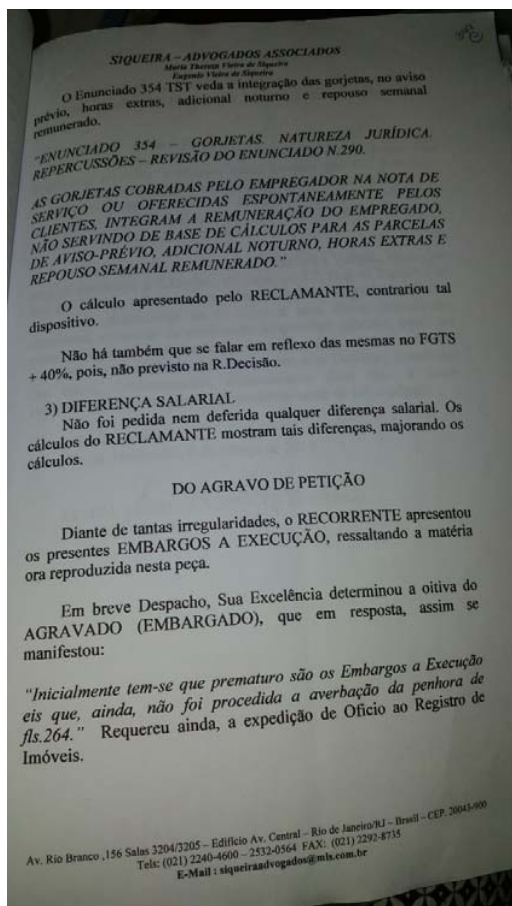 SIQUEIRA – ADVOGADOS ASSOCIADOS
Maria Thereza Vieira de Siqueira
Eugenio Vieira de Siqueira
O Enunciado 354 TST veda a integração das gorjetas, no aviso
prévio, horas extras, adicional noturno e repouso semanal
remunerado.
"ENUNCIADO 354 – GORJETAS. NATUREZA JURÍDICA.
REPERCUSSÕES – REVISÃO DO ENUNCIADO N.290.
AS GORJETAS COBRADAS PELO EMPREGADOR NA NOTA DE
SERVIÇO OU OFERECIDAS ESPONTANEAMENTE PELOS
CLIENTES, INTEGRAM A REMUNERAÇÃO DO EMPREGADO,
NÃO SERVINDO DE BASE DE CÁLCULOS PARA AS PARCELAS
DE AVISO-PRÉVIO, ADICIONAL NOTURNO, HORAS EXTRAS E
REPOUSO SEMANAL REMUNERADO."
O cálculo apresentado pelo RECLAMANTE, contrariou tal
dispositivo.
Não há também que se falar em reflexo das mesmas no FGTS
+ 40%, pois, não previsto na R.Decisão.
3) DIFERENÇA SALARIAL
Não foi pedida nem deferida qualquer diferença salarial. Os
cálculos do RECLAMANTE mostram tais diferenças, majorando os
cálculos.
DO AGRAVO DE PETIÇÃO
Diante de tantas irregularidades, o RECORRENTE apresentou
os presentes EMBARGOS A EXECUÇÃO, ressaltando a matéria
ora reproduzida nesta peça.
Em breve Despacho, Sua Excelência determinou a oitiva do
AGRAVADO (EMBARGADO), que em resposta, assim se
manifestou:
"Inicialmente tem-se que prematuro são os Embargos a Execução
eis que, ainda, não foi procedida a averbação da penhora de
fls.264." Requereu ainda, a expedição de Oficio ao Registro de
Imóveis.
Av. Rio Branco ,156 Salas 3204/3205 – Edifício Av. Central – Rio de Janeiro/RJ – Brasil – CEP. 20043-900
Tels: (021) 2240-4600 – 2532-0564 FAX: (021) 2292-8735
E-Mail : siqueiraadvogados@mls.com.br